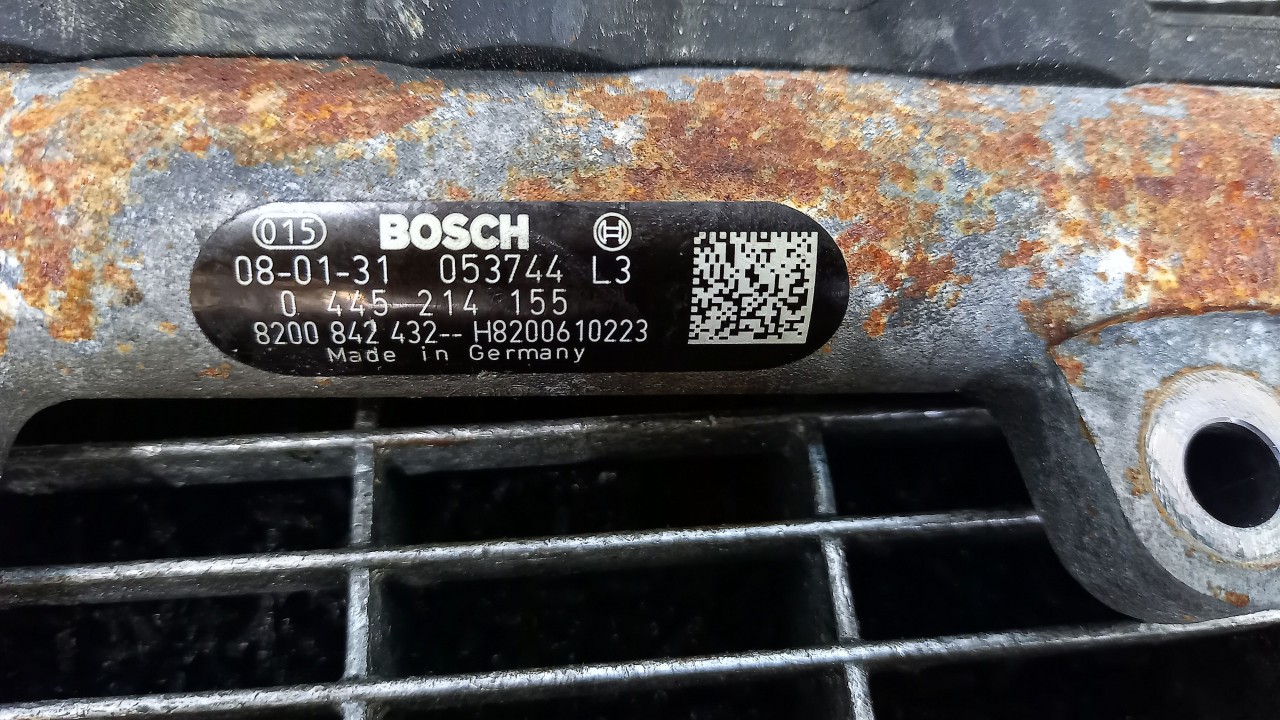 015 BOSCH
08-01-31 053744 L3
0 445 214 155
8200 842 432-- H8200610223
Made in Germany